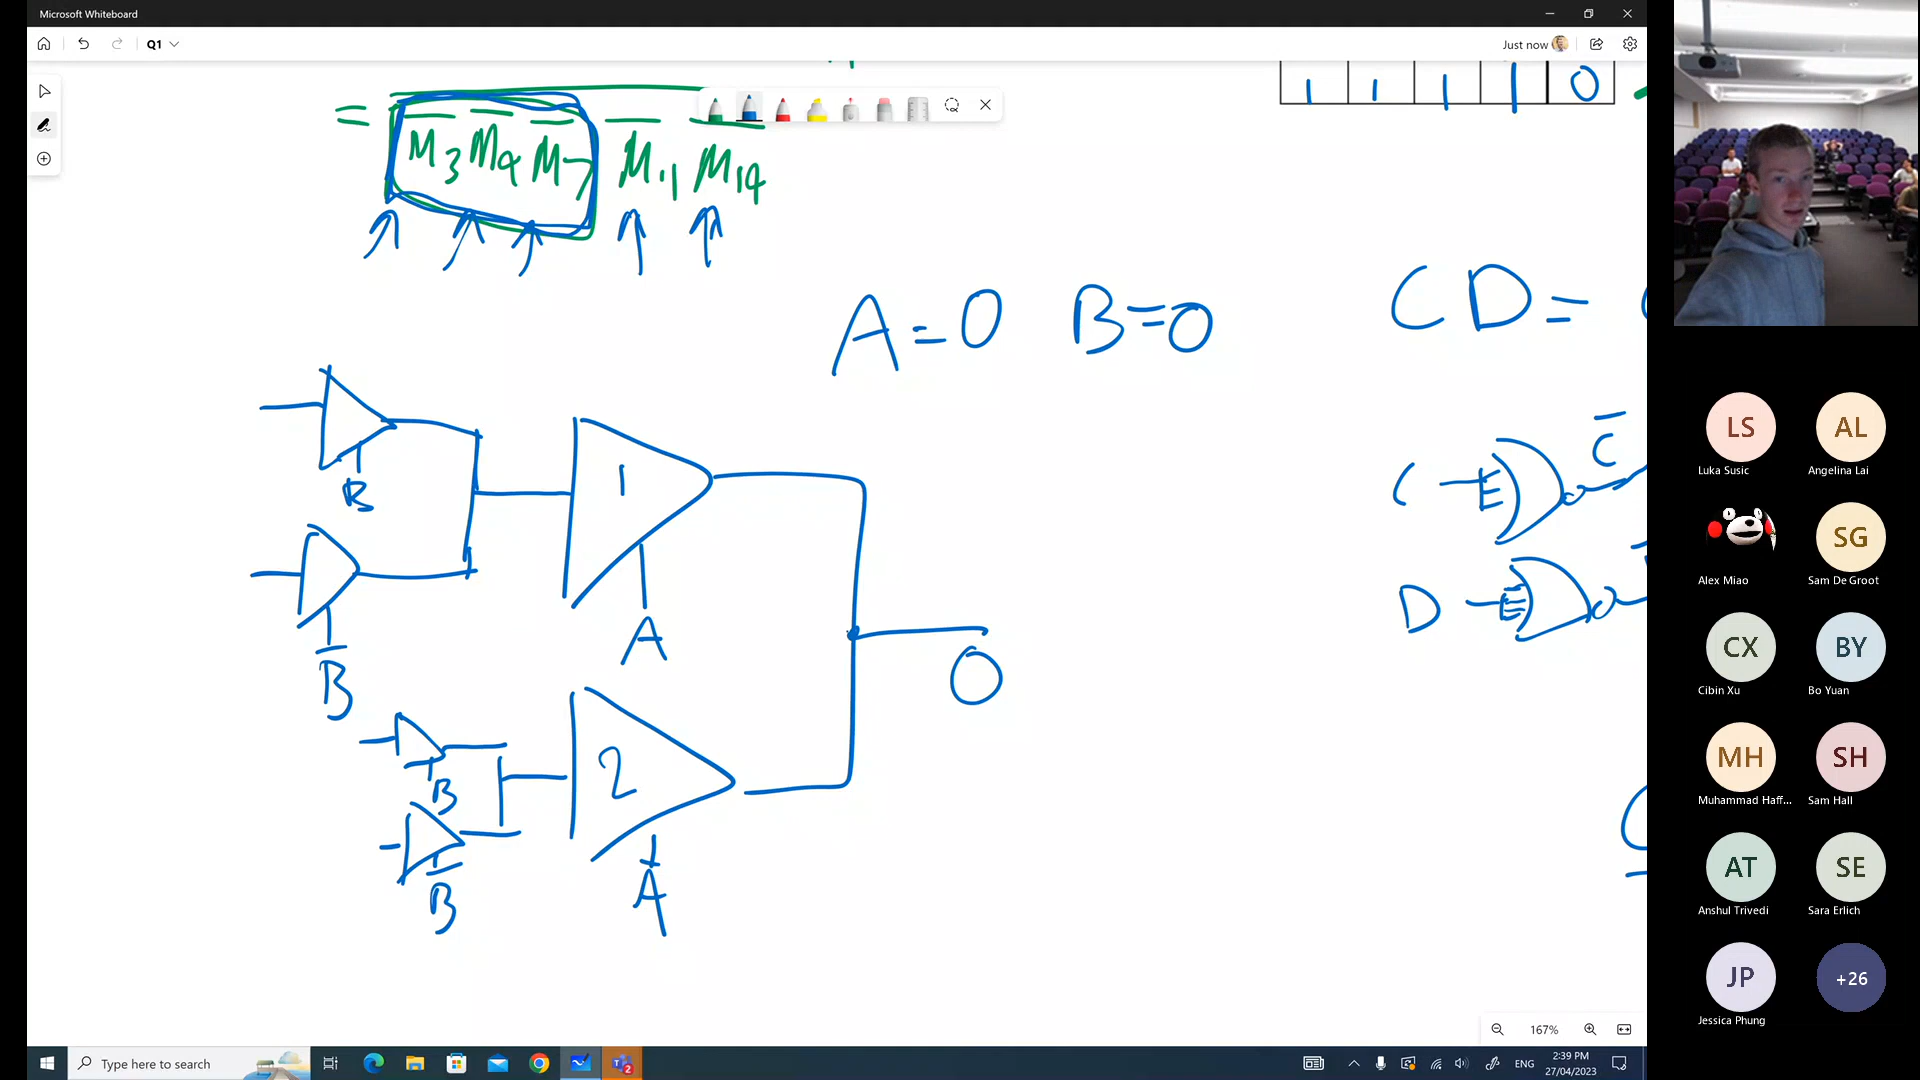 Microsoft Whiteboard
Q1
Just now
1 1 1 1 0
= M3 M4 M7 M11 M14
A=0 B=0
CD=
B
1
A
C
C
B
D
O
B
2
B
A
LS
AL
Luka Susic
Angelina Lai
SG
Alex Miao
Sam De Groot
CX
BY
Cibin Xu
Bo Yuan
MH
SH
Muhammad Haff...
Sam Hall
AT
SE
Anshul Trivedi
Sara Erlich
JP
+26
Jessica Phung
167%
Type here to search
2
ENG
2:39 PM
27/04/2023